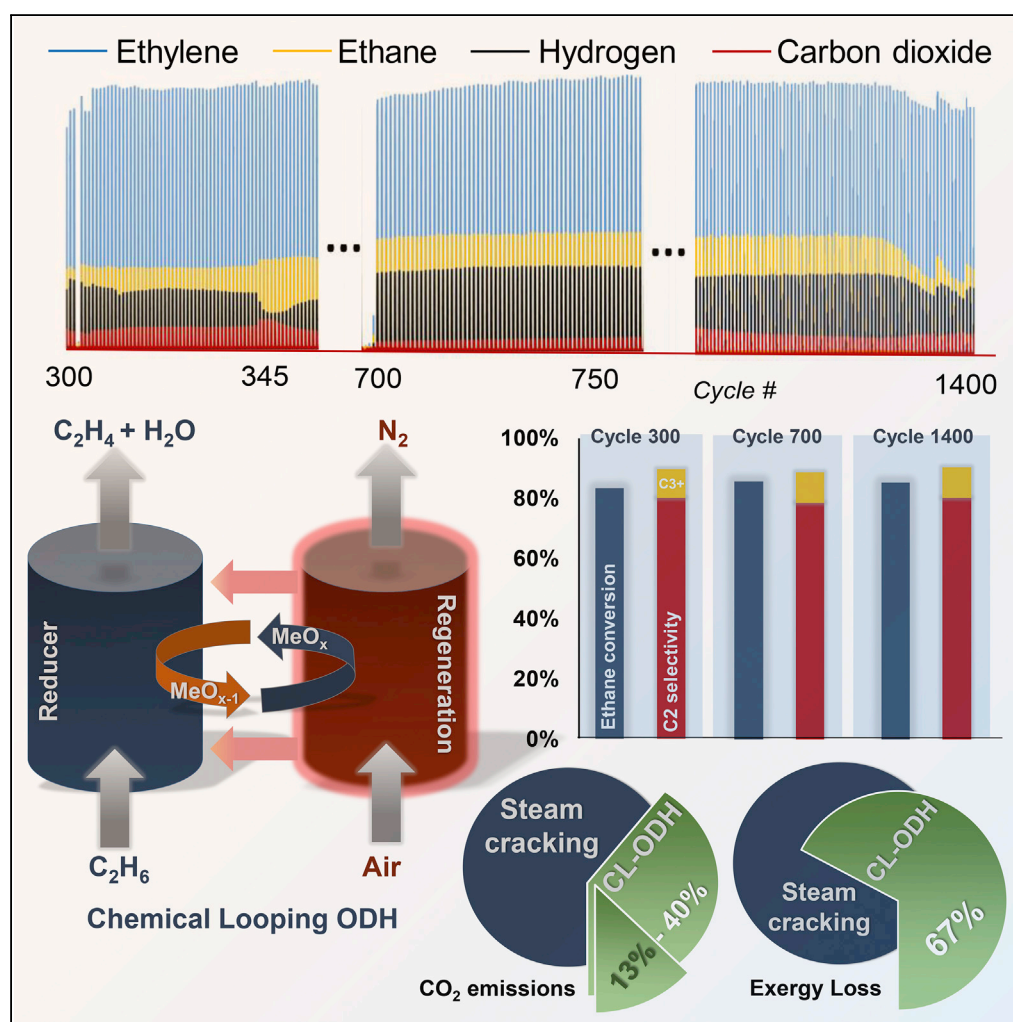 Ethylene Ethane Hydrogen Carbon dioxide
... ...
300 345 700 750 Cycle # 1400
C₂H₄ + H₂O N₂
Reducer
Regeneration
MeOₓ
MeOₓ₋₁
C₂H₆ Air
Chemical Looping ODH
100%
80%
60%
40%
20%
0%
Cycle 300 Cycle 700 Cycle 1400
C3+
Ethane conversion
C2 selectivity
Steam
cracking
CL-ODH
13% - 40%
CO₂ emissions
CL-ODH
Steam
cracking
67%
Exergy Loss